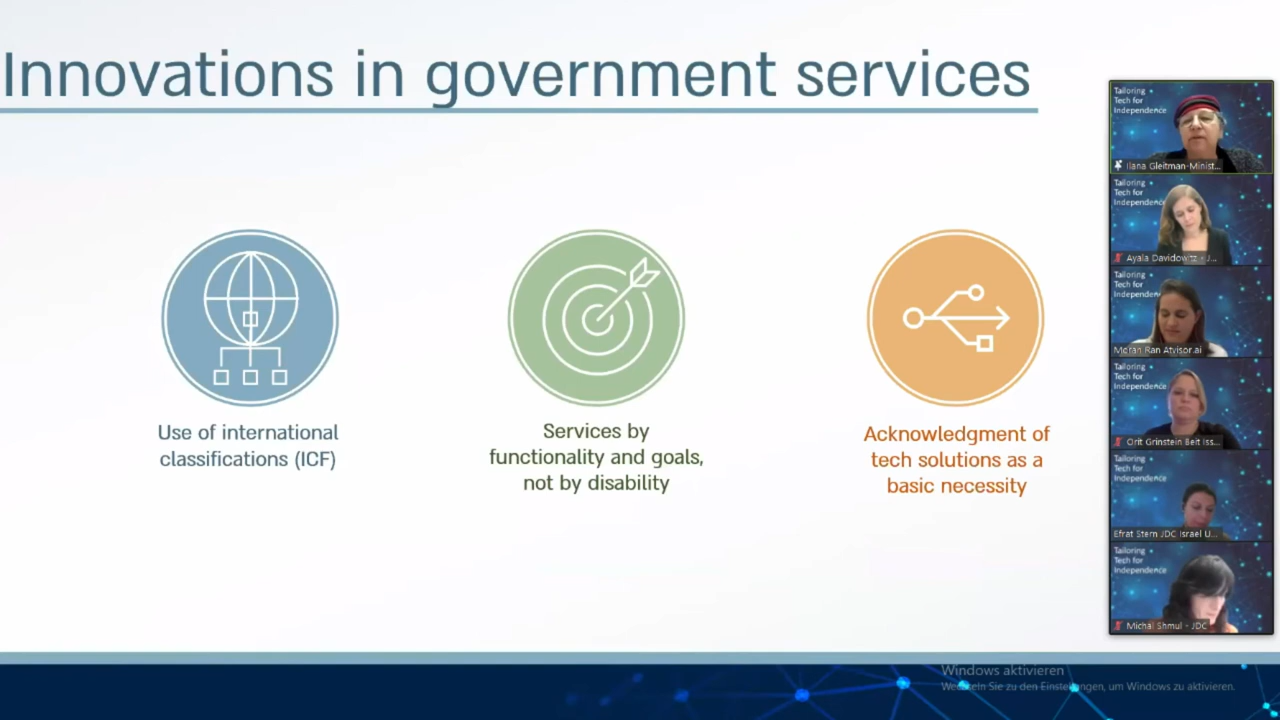 Innovations in government services
Use of international
classifications (ICF)
Services by
functionality and goals,
not by disability
Acknowledgment of
tech solutions as a
basic necessity
Tailoring
Tech for
Independence
Ilana Gleitman-Minist...
Tailoring
Tech for
Independence
Ayala Davidowitz - J...
Tailoring
Tech for
Independen
Moran Ran Atvisor.ai
Tailoring
Tech for
Independence
Orit Grinstein Beit Iss...
Tailoring
Tech for
Independence
Efrat Stern JDC Israel U...
Tailoring
Tech for
Independence
Michal Shmul - JDC
Windows aktivieren
Wechseln Sie zu den Einstellungen, um Windows zu aktivieren.